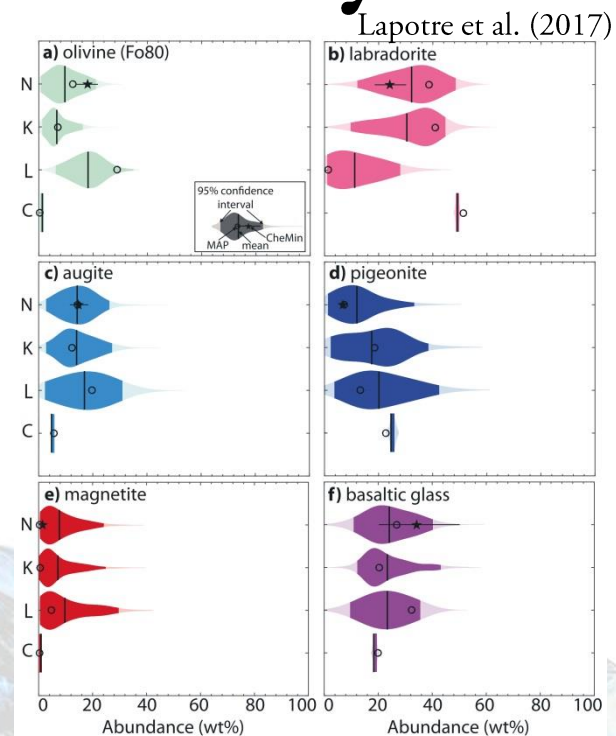 Lapotre et al. (2017)
a) olivine (Fo80)
b) labradorite
N
K
L
C
95% confidence
interval
MAP
mean
CheMin
c) augite
d) pigeonite
N
K
L
C
e) magnetite
f) basaltic glass
N
K
L
C
0 20 40 60 80 100
0 20 40 60 80 100
Abundance (wt%)
Abundance (wt%)